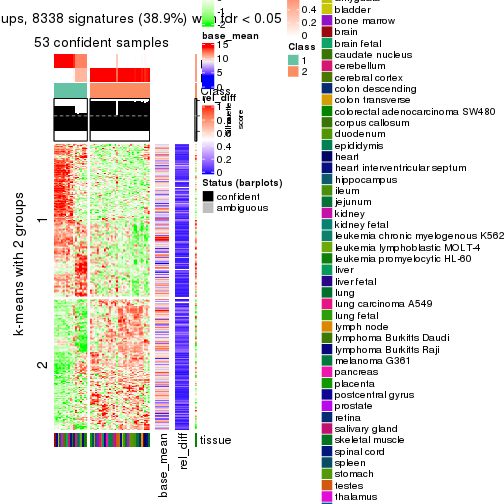 ups, 8338 signatures (38.9%) w th fdr < 0.05
53 confident samples
k-means with 2 groups
1
2
base_mean
rel_diff
tissue
-2
base_mean
15
10
5
0
Class
rel_diff
1
0.8
0.6
0.4
0.2
0
Silhouette
score
Status (barplots)
confident
ambiguous
0.4
0.2
0
Class
1
2
bladder
bone marrow
brain
brain fetal
caudate nucleus
cerebellum
cerebral cortex
colon descending
colon transverse
colorectal adenocarcinoma SW480
corpus callosum
duodenum
epididymis
heart
heart interventricular septum
hippocampus
ileum
jejunum
kidney
kidney fetal
leukemia chronic myelogenous K562
leukemia lymphoblastic MOLT-4
leukemia promyelocytic HL-60
liver
liver fetal
lung
lung carcinoma A549
lung fetal
lymph node
lymphoma Burkitts Daudi
lymphoma Burkitts Raji
melanoma G361
pancreas
placenta
postcentral gyrus
prostate
retina
salivary gland
skeletal muscle
spinal cord
spleen
stomach
testes
thalamus